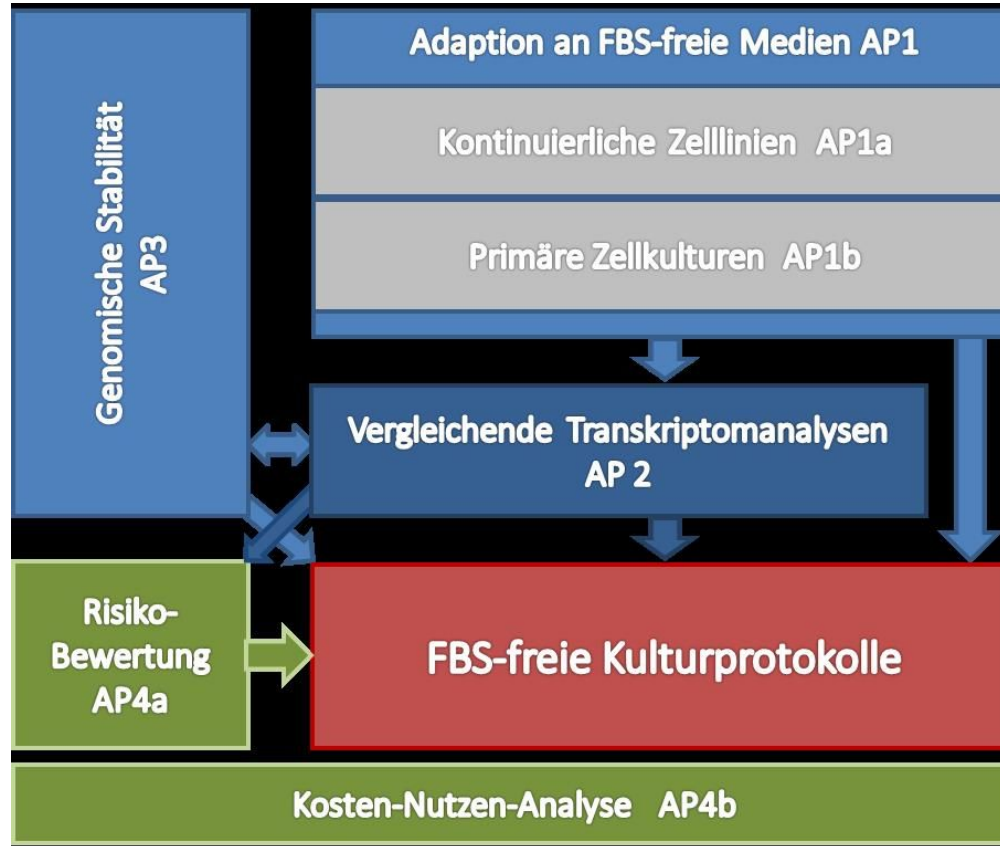 Adaption an FBS-freie Medien AP1
Kontinuierliche Zelllinien AP1a
Primäre Zellkulturen AP1b
Genomische Stabilität
AP3
Vergleichende Transkriptomanalysen
AP 2
Risiko-
Bewertung
AP4a
FBS-freie Kulturprotokolle
Kosten-Nutzen-Analyse AP4b